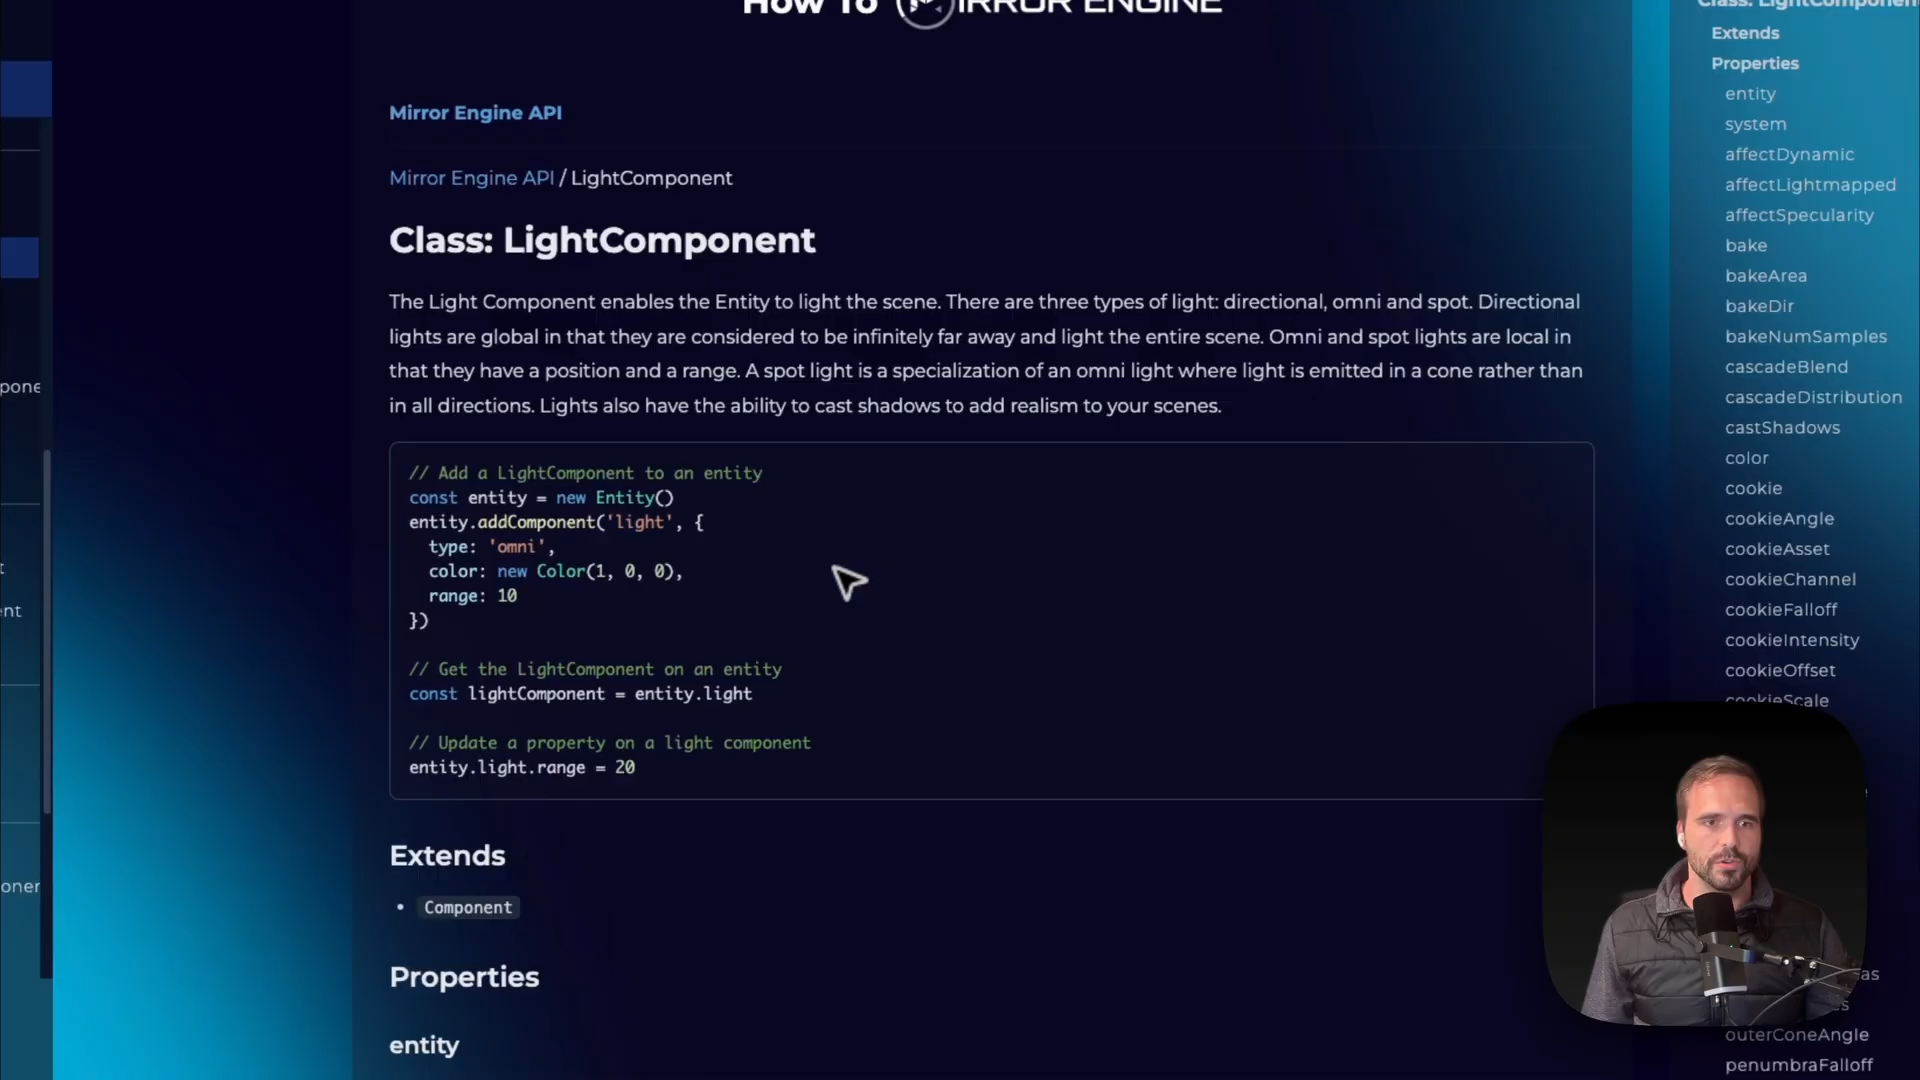 How To MIRROR ENGINE
Mirror Engine API
Mirror Engine API / LightComponent
Class: LightComponent
The Light Component enables the Entity to light the scene. There are three types of light: directional, omni and spot. Directional
lights are global in that they are considered to be infinitely far away and light the entire scene. Omni and spot lights are local in
that they have a position and a range. A spot light is a specialization of an omni light where light is emitted in a cone rather than
in all directions. Lights also have the ability to cast shadows to add realism to your scenes.
// Add a LightComponent to an entity
const entity = new Entity()
entity.addComponent('light', {
type: 'omni',
color: new Color(1, 0, 0),
range: 10
})
// Get the LightComponent on an entity
const lightComponent = entity.light
// Update a property on a light component
entity.light.range = 20
Extends
• Component
Properties
entity
Class: LightComponent
Extends
Properties
entity
system
affectDynamic
affectLightmapped
affectSpecularity
bake
bakeArea
bakeDir
bakeNumSamples
cascadeBlend
cascadeDistribution
castShadows
color
cookie
cookieAngle
cookieAsset
cookieChannel
cookieFalloff
cookieIntensity
cookieOffset
cookieScale
outerConeAngle
penumbraFalloff